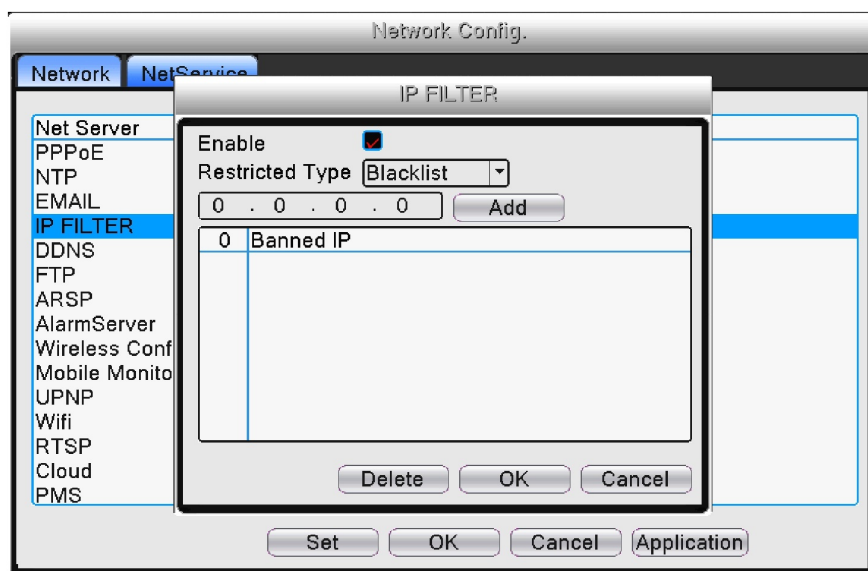 Network Config.
Network NetService
IP FILTER
Net Server
PPPoE
NTP
EMAIL
IP FILTER
DDNS
FTP
ARSP
AlarmServer
Wireless Conf
Mobile Monito
UPNP
Wifi
RTSP
Cloud
PMS
Enable
Restricted Type Blacklist
0 . 0 . 0 . 0 Add
0 Banned IP
Delete OK Cancel
Set OK Cancel Application